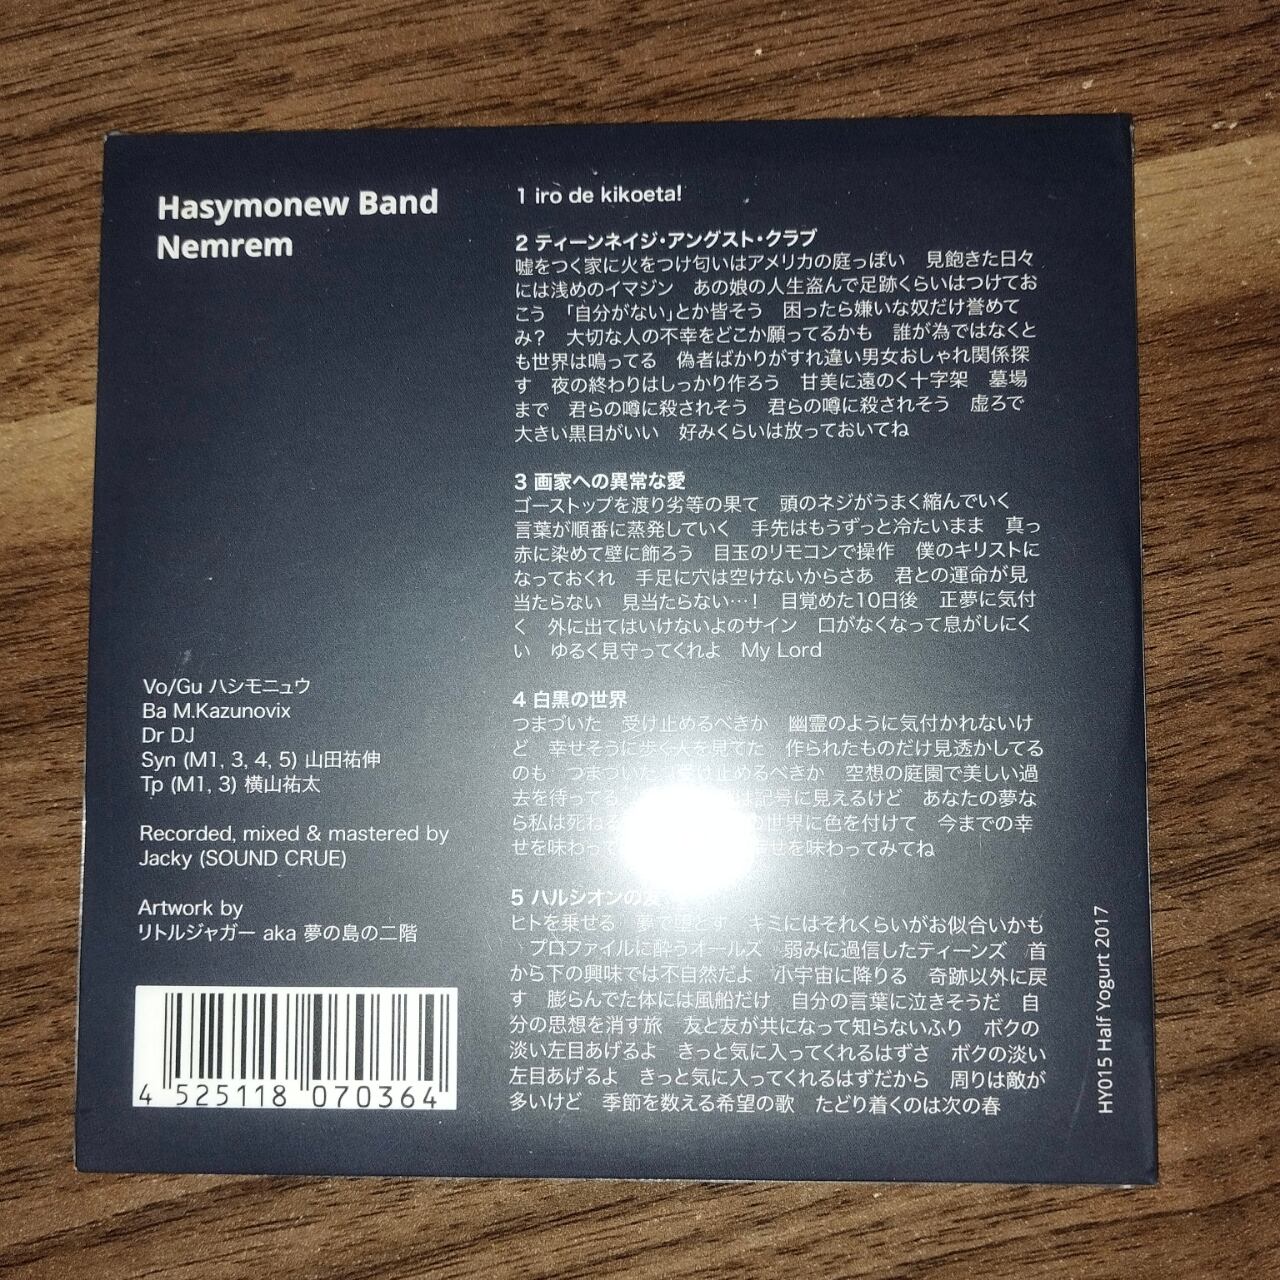 Hasymonew Band
Nemrem
1 iro de kikoeta!
2 ティーンネイジ・アングスト・クラブ
嘘をつく家に火をつけ匂いはアメリカの庭っぽい　見飽きた日々
には浅めのイマジン　あの娘の人生盗んで足跡くらいはつけてお
こう　「自分がない」とか皆そう　困ったら嫌いな奴だけ誉めて
み？　大切な人の不幸をどこか願ってるかも　誰が為ではなくと
も世界は鳴ってる　偽者ばかりがすれ違い男女おしゃれ関係探
す　夜の終わりはしっかり作ろう　甘美に遠のく十字架　墓場
まで　君らの噂に殺されそう　君らの噂に殺されそう　虚ろで
大きい黒目がいい　好みくらいは放っておいてね
3 画家への異常な愛
ゴーストップを渡り劣等の果て　頭のネジがうまく縮んでいく
言葉が順番に蒸発していく　手先はもうずっと冷たいまま　真っ
赤に染めて壁に飾ろう　目玉のリモコンで操作　僕のキリストに
なっておくれ　手足に穴は空けないからさあ　君との運命が見
当たらない　見当たらない…！　目覚めた10日後　正夢に気付
く　外に出てはいけないよのサイン　口がなくなって息がしにく
い　ゆるく見守ってくれよ　My Lord
4 白黒の世界
つまづいた　受け止めるべきか　幽霊のように気付かれないけ
ど　幸せそうに歩く人を見てた　作られたものだけ見透かしてる
のも　つまづいた　受け止めるべきか　空想の庭園で美しい過
去を待ってる は記号に見えるけど　あなたの夢な
ら私は死ねる の世界に色を付けて　今までの幸
せを味わって 幸せを味わってみてね
5 ハルシオンの友
ヒトを乗せる　夢で堕とす　キミにはそれくらいがお似合いかも
プロファイルに酔うオールズ　弱みに過信したティーンズ　首
から下の興味では不自然だよ　小宇宙に降りる　奇跡以外に戻
す　膨らんでた体には風船だけ　自分の言葉に泣きそうだ　自
分の思想を消す旅　友と友が共になって知らないふり　ボクの
淡い左目あげるよ　きっと気に入ってくれるはずさ　ボクの淡い
左目あげるよ　きっと気に入ってくれるはずだから　周りは敵が
多いけど　季節を数える希望の歌　たどり着くのは次の春
Vo/Gu ハシモニュウ
Ba M.Kazunovix
Dr DJ
Syn (M1, 3, 4, 5) 山田祐伸
Tp (M1, 3) 横山祐太
Recorded, mixed & mastered by
Jacky (SOUND CRUE)
Artwork by
リトルジャガー aka 夢の島の二階
4 525118 070364
HY015 Half Yogurt 2017